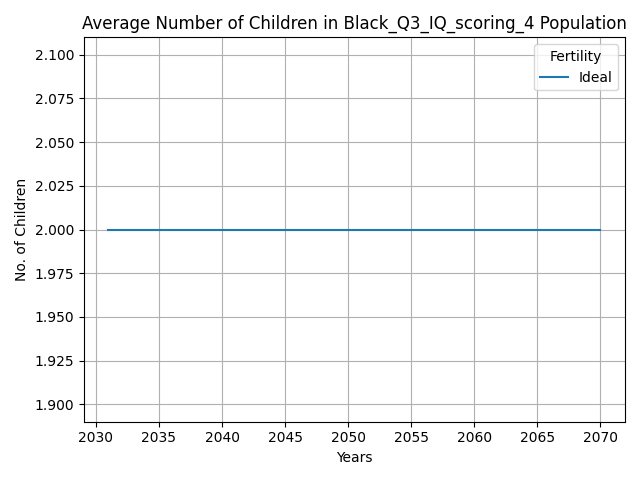 Average Number of Children in Black_Q3_IQ_scoring_4 Population
Fertility
Ideal
2.100
2.075
2.050
2.025
2.000
1.975
1.950
1.925
1.900
No. of Children
2030 2035 2040 2045 2050 2055 2060 2065 2070
Years